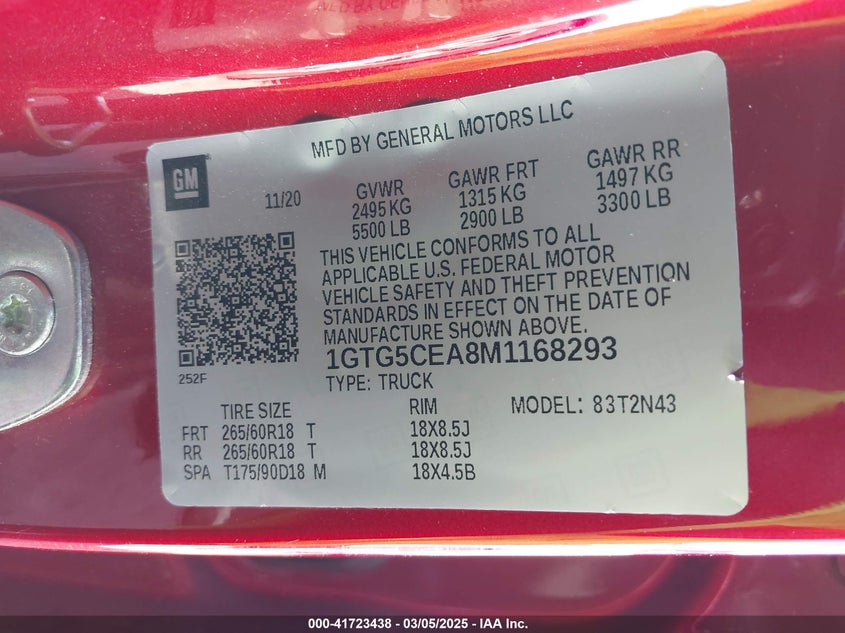 MFD BY GENERAL MOTORS LLC
GM
11/20
GVWR GAWR FRT GAWR RR
2495 KG 1315 KG 1497 KG
5500 LB 2900 LB 3300 LB
THIS VEHICLE CONFORMS TO ALL
APPLICABLE U.S. FEDERAL MOTOR
VEHICLE SAFETY AND THEFT PREVENTION
STANDARDS IN EFFECT ON THE DATE OF
MANUFACTURE SHOWN ABOVE.
1GTG5CEA8M1168293
252F
TYPE: TRUCK
TIRE SIZE RIM MODEL: 83T2N43
FRT 265/60R18 T 18X8.5J
RR 265/60R18 T 18X8.5J
SPA T175/90D18 M 18X4.5B
000-41723438 - 03/05/2025 - IAA Inc.